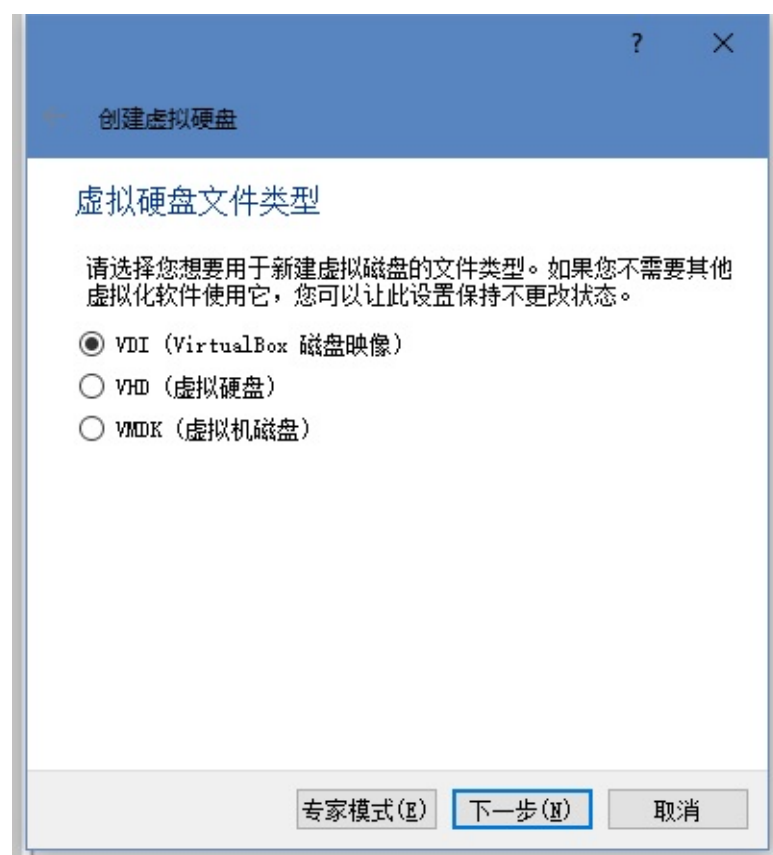 ?
创建虚拟硬盘
虚拟硬盘文件类型
请选择您想要用于新建虚拟磁盘的文件类型。如果您不需要其他
虚拟化软件使用它，您可以让此设置保持不更改状态。
VDI (VirtualBox 磁盘映像)
VHD (虚拟硬盘)
VMDK (虚拟机磁盘)
专家模式(E) 下一步(N) 取消